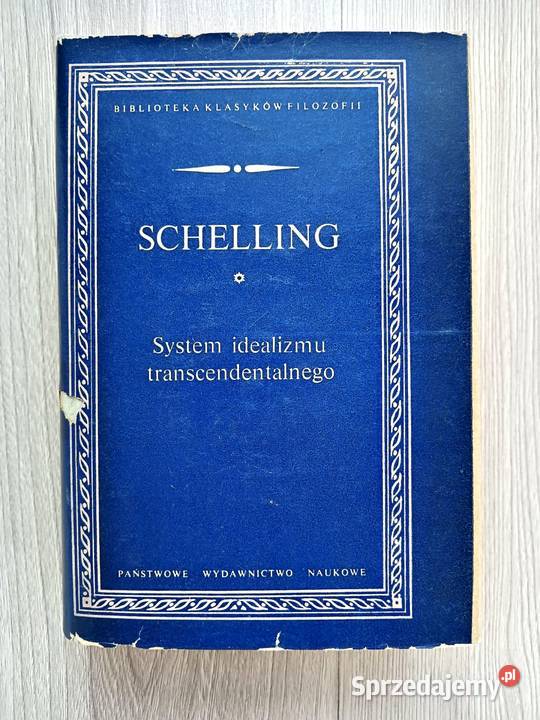 BIBLIOTEKA KLASYKÓW FILOZOFII
SCHELLING
System idealizmu
transcendentalnego
PAŃSTWOWE WYDAWNICTWO NAUKOWE
Sprzedajemy.pl